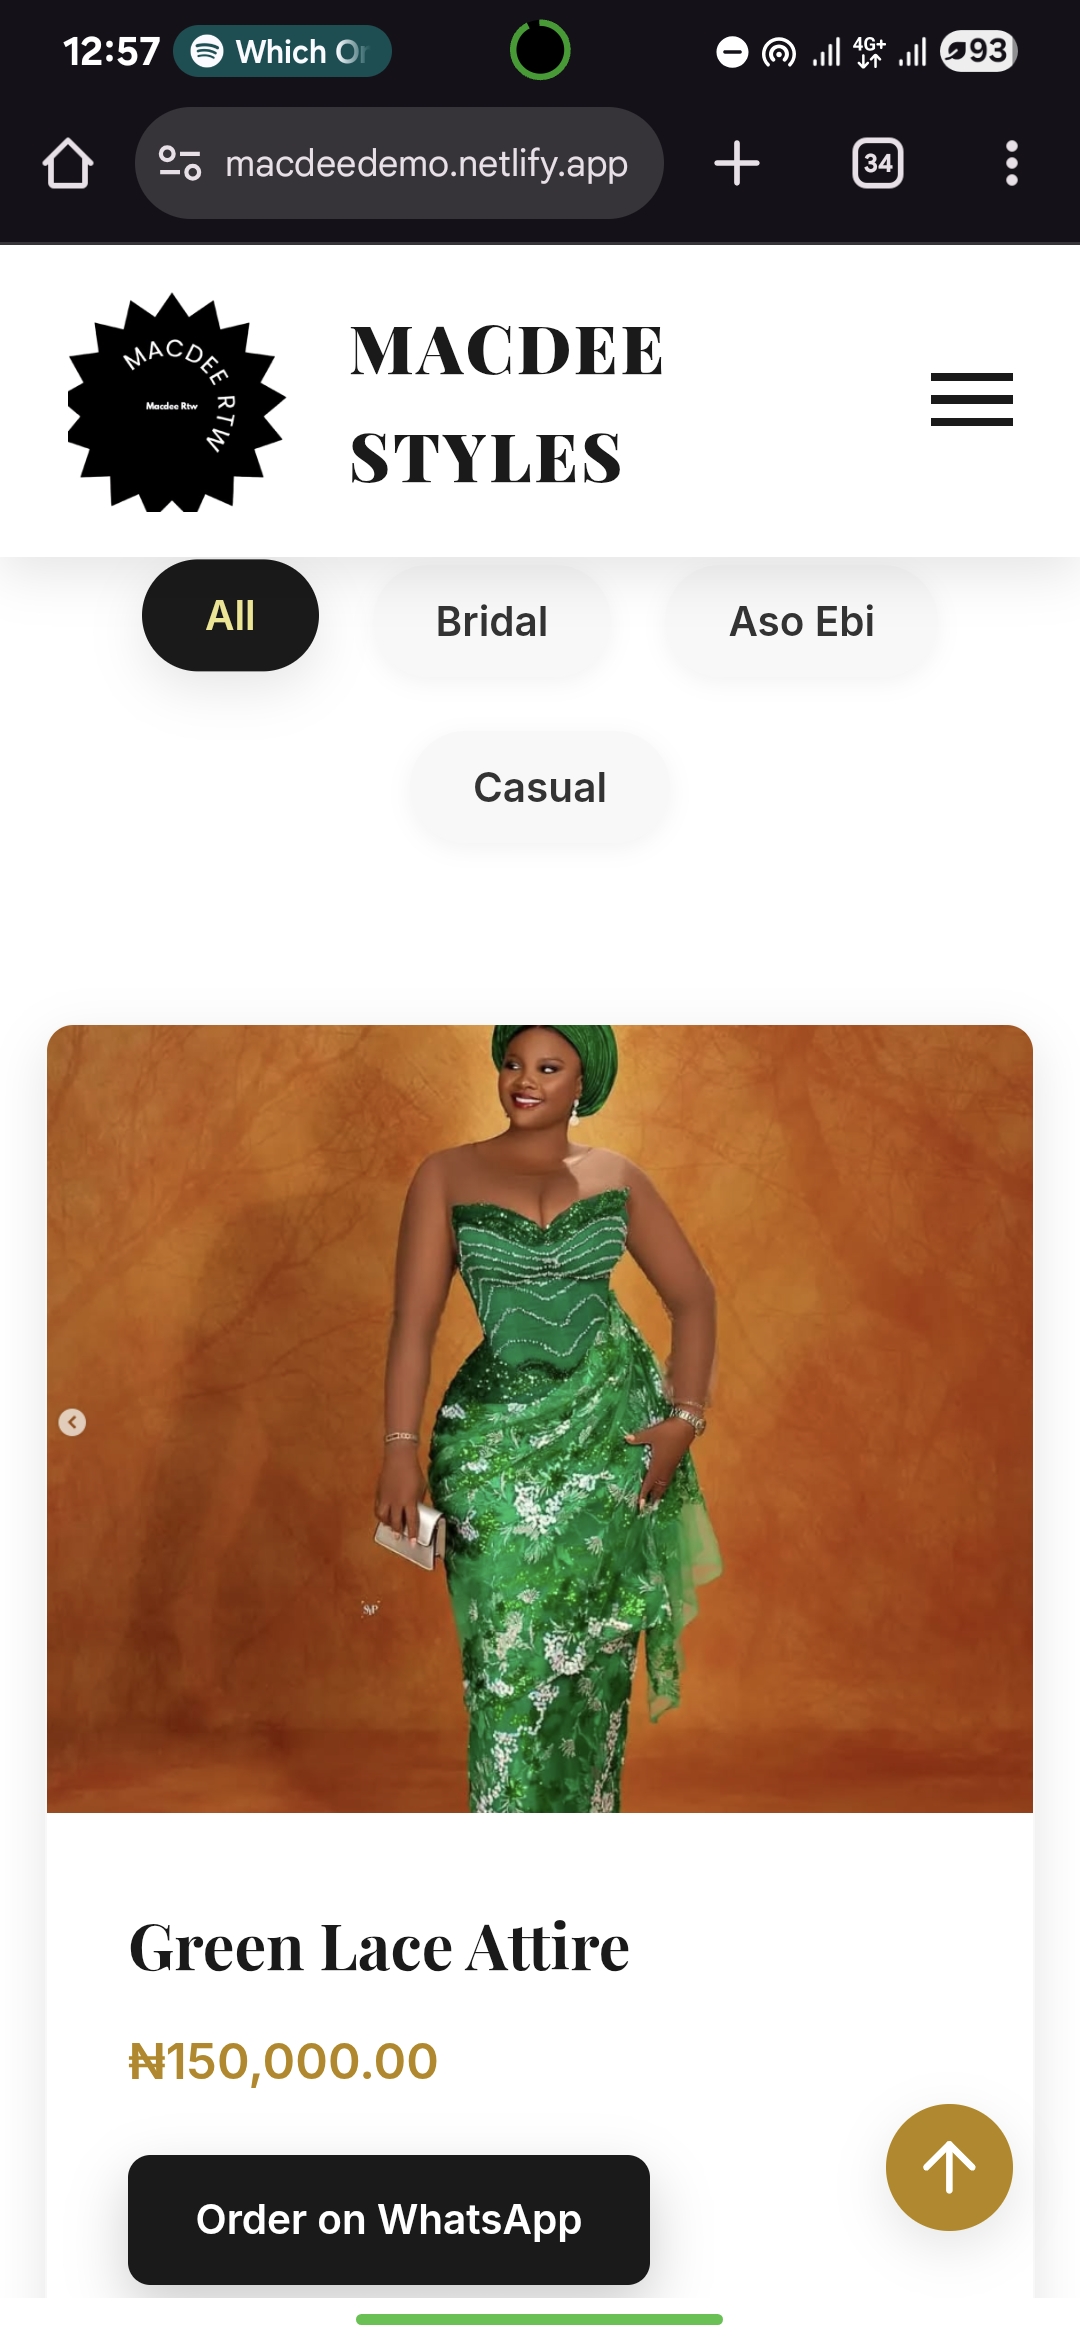 12:57
Which Or
4G+
93
macdeedemo.netlify.app
34
MACDEE RTW
Macdee Rtw
MACDEE
STYLES
All
Bridal
Aso Ebi
Casual
Green Lace Attire
₦150,000.00
Order on WhatsApp